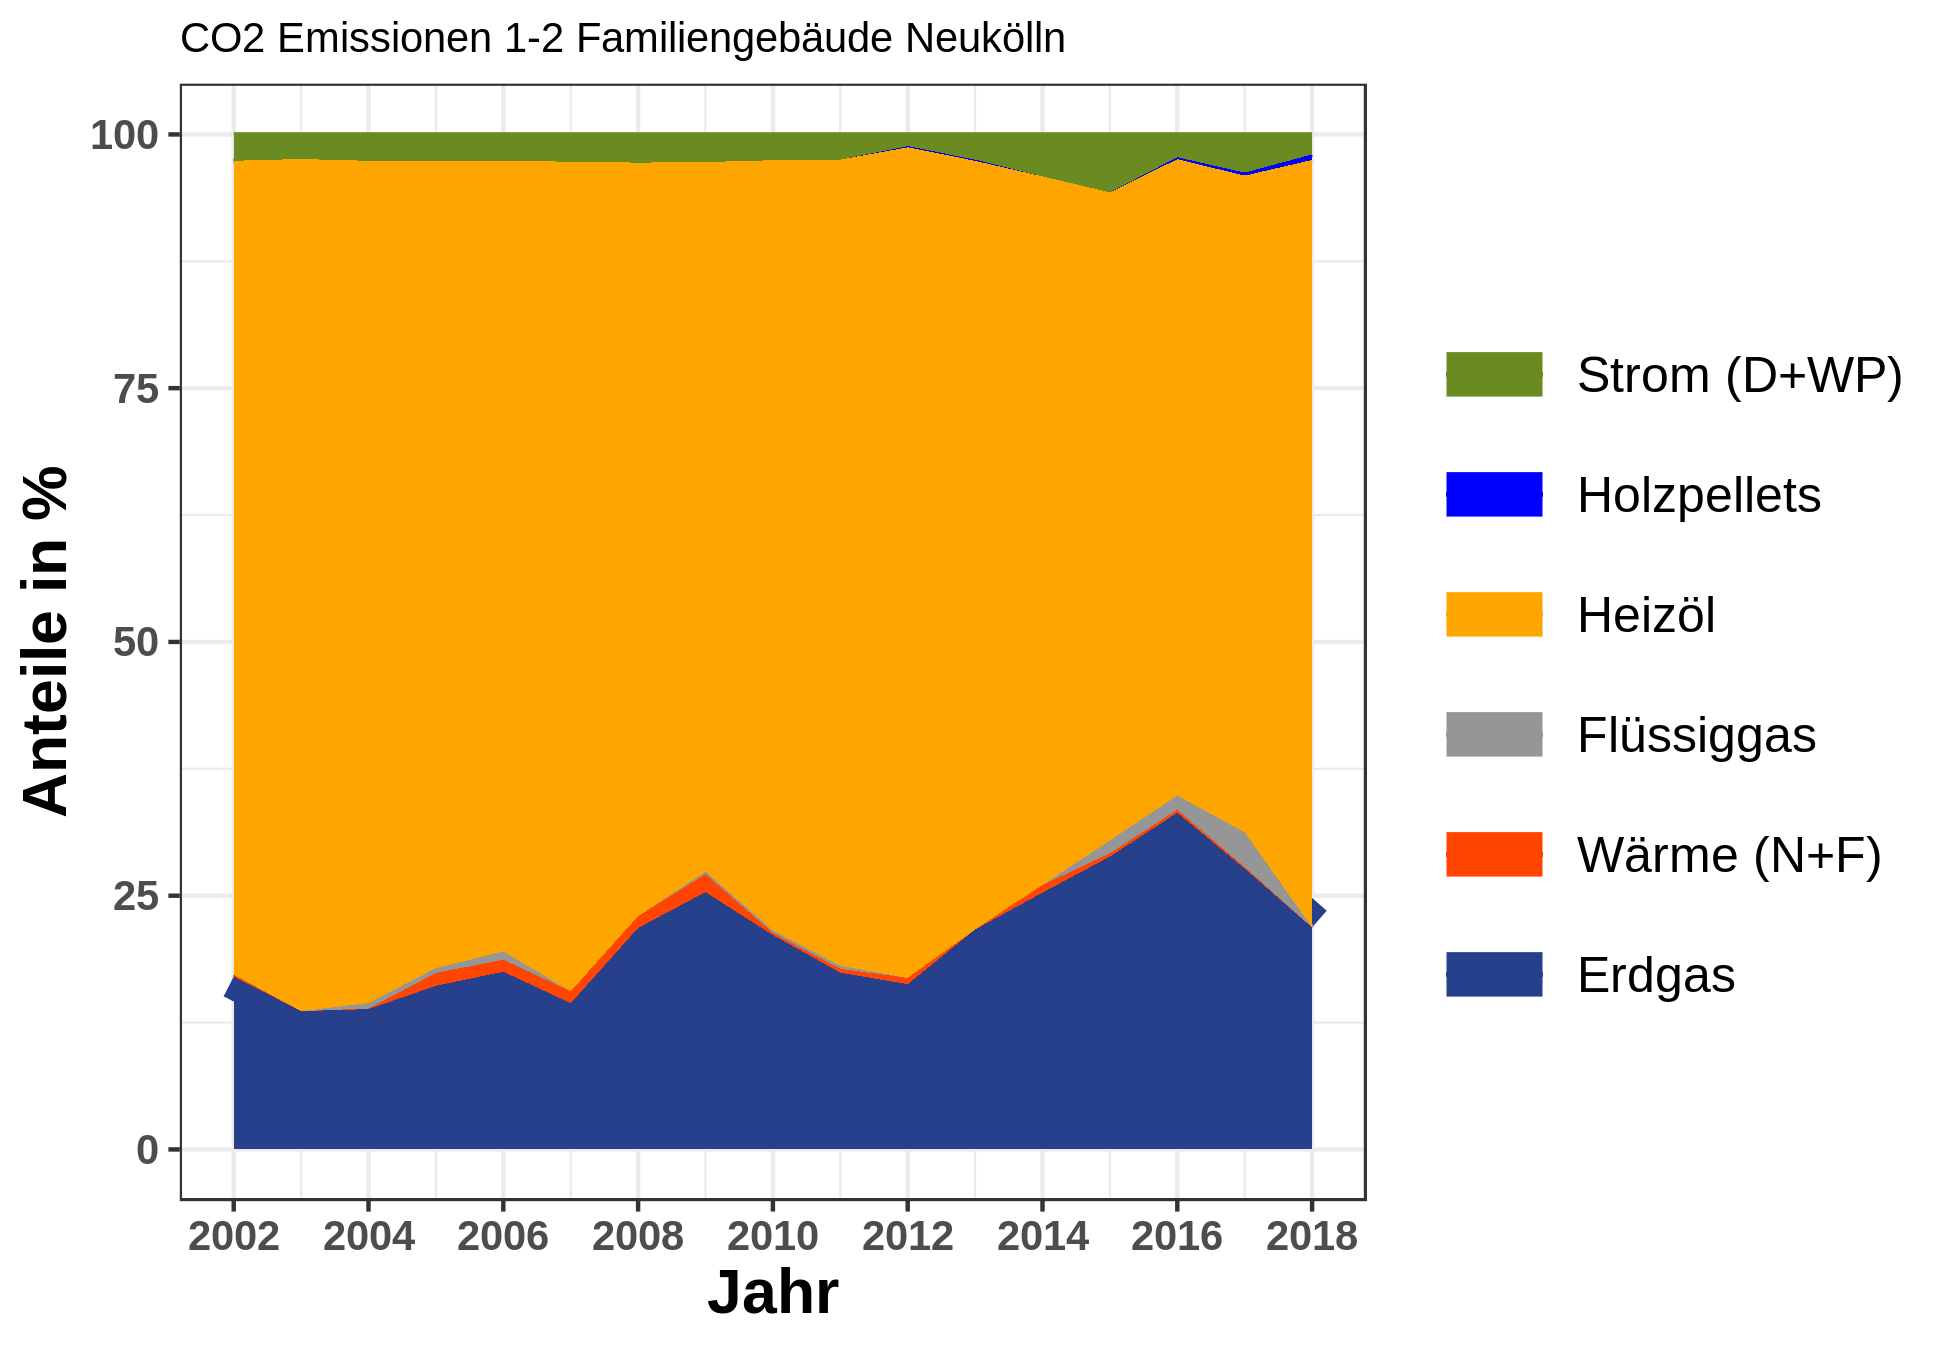 CO2 Emissionen 1-2 Familiengebäude Neukölln
Anteile in %
100
75
50
25
0
2002 2004 2006 2008 2010 2012 2014 2016 2018
Jahr
Strom (D+WP)
Holzpellets
Heizöl
Flüssiggas
Wärme (N+F)
Erdgas